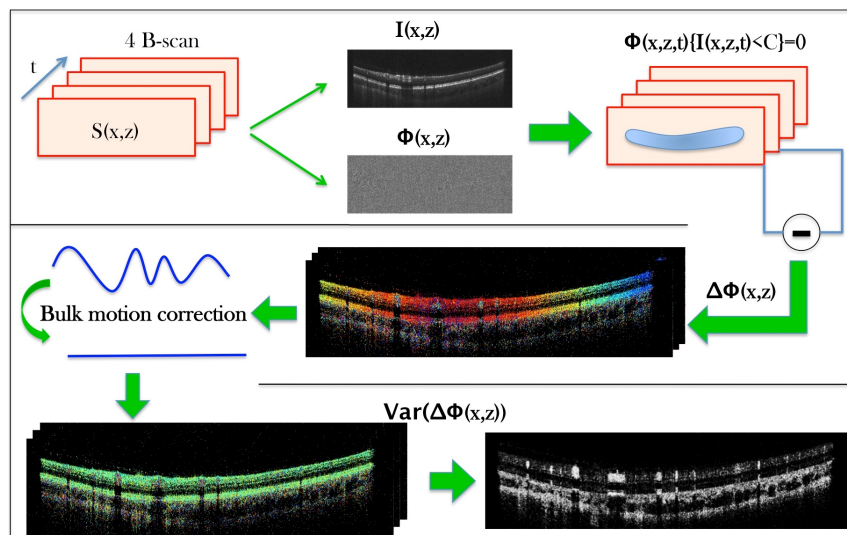 4 B-scan
t
S(x,z)
I(x,z)
Φ(x,z)
Φ(x,z,t){I(x,z,t)<C}=0
-
ΔΦ(x,z)
Bulk motion correction
Var(ΔΦ(x,z))